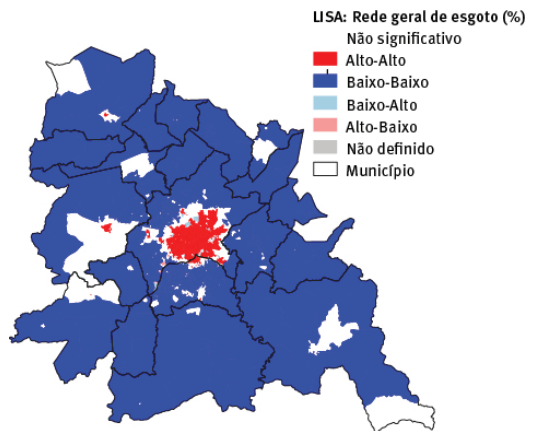 LISA: Rede geral de esgoto (%)
Não significativo
Alto-Alto
Baixo-Baixo
Baixo-Alto
Alto-Baixo
Não definido
Município